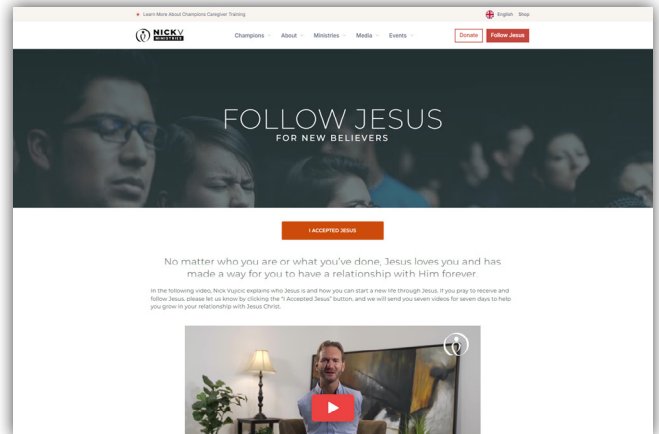 Learn More About Champions Caregiver Training
English Shop
NICKV
MINISTRIES
Champions About Ministries Media Events
Donate Follow Jesus
FOLLOW JESUS
FOR NEW BELIEVERS
I ACCEPTED JESUS
No matter who you are or what you've done, Jesus loves you and has
made a way for you to have a relationship with Him forever.
In the following video, Nick Vujicic explains who Jesus is and how you can start a new life through Jesus. If you pray to receive and
follow Jesus, please let us know by clicking the "I Accepted Jesus" button, and we will send you seven videos for seven days to help
you grow in your relationship with Jesus Christ.